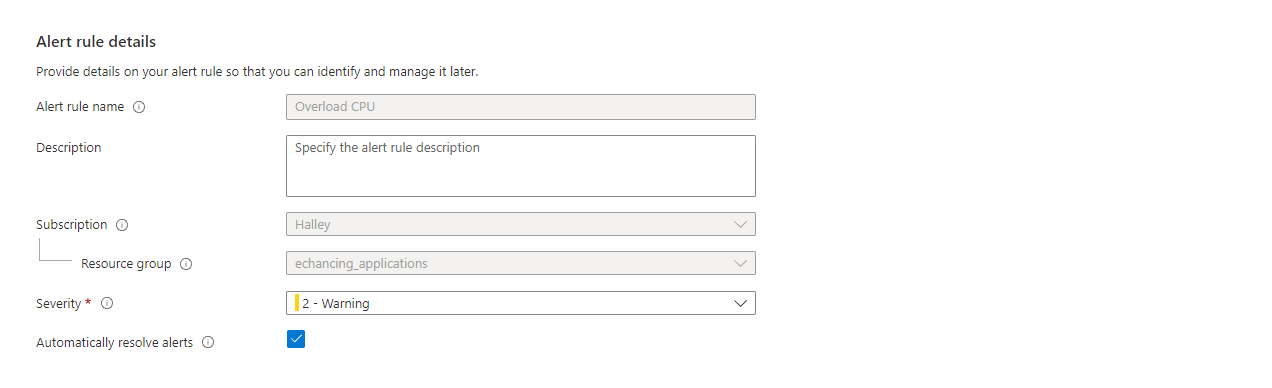 Alert rule details
Provide details on your alert rule so that you can identify and manage it later.
Alert rule name
Overload CPU
Description
Specify the alert rule description
Subscription
Halley
Resource group
echancing_applications
Severity *
2 - Warning
Automatically resolve alerts